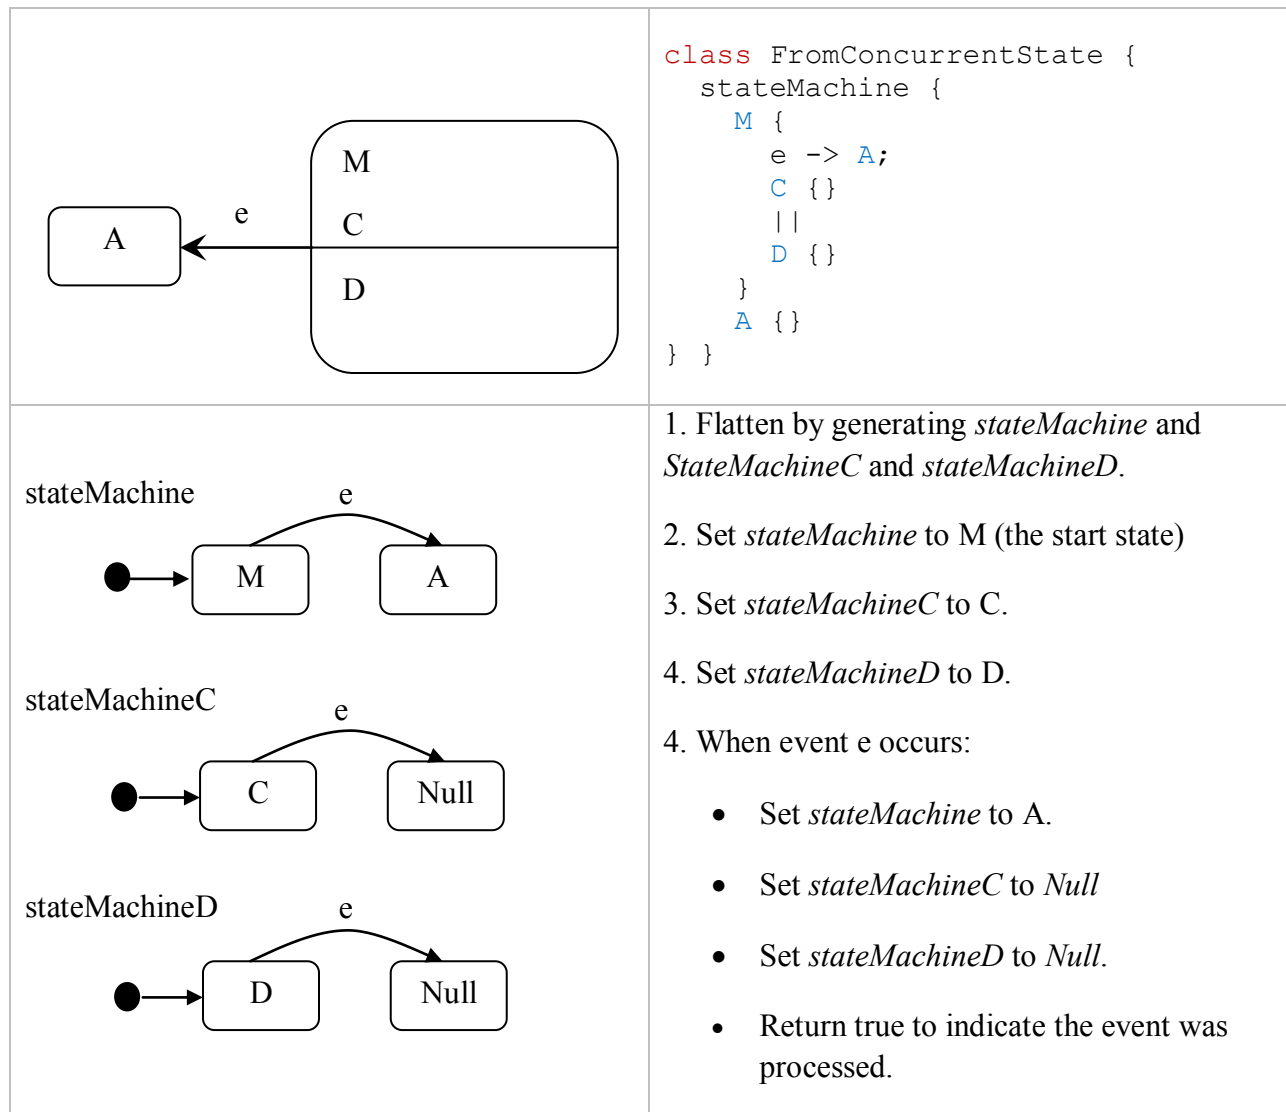 M
C
D
e
A
class FromConcurrentState {
stateMachine {
M {
e -> A;
C {}
||
D {}
}
A {}
} }
stateMachine
e
M
A
stateMachineC
e
C
Null
stateMachineD
e
D
Null
1. Flatten by generating stateMachine and
StateMachineC and stateMachineD.
2. Set stateMachine to M (the start state)
3. Set stateMachineC to C.
4. Set stateMachineD to D.
4. When event e occurs:
• Set stateMachine to A.
• Set stateMachineC to Null
• Set stateMachineD to Null.
• Return true to indicate the event was
processed.